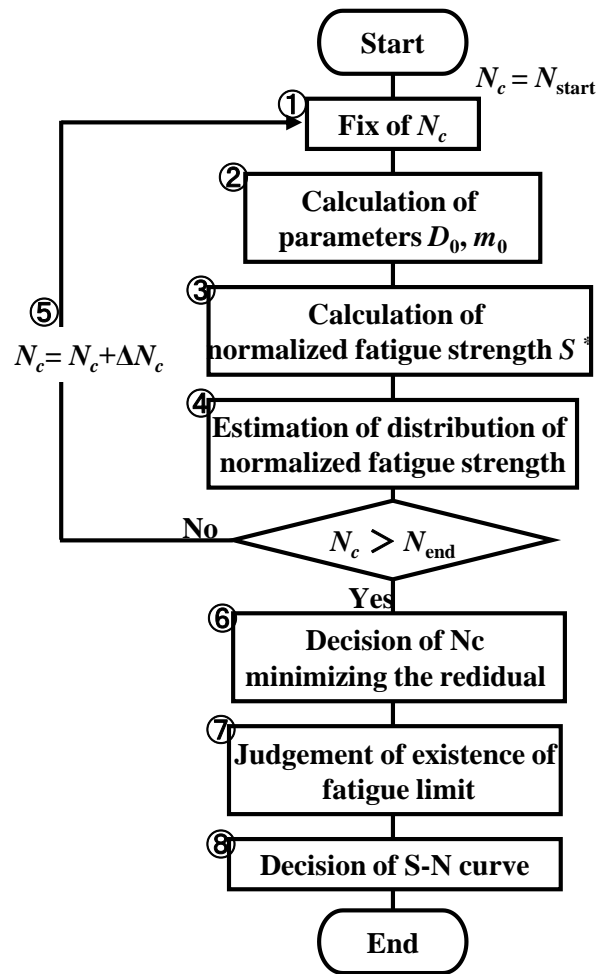 Start
N_c = N_start
①
Fix of N_c
②
Calculation of
parameters D_0, m_0
③
Calculation of
normalized fatigue strength S*
⑤
N_c = N_c + ΔN_c
④
Estimation of distribution of
normalized fatigue strength
No
N_c > N_end
Yes
⑥
Decision of Nc
minimizing the redidual
⑦
Judgement of existence of
fatigue limit
⑧
Decision of S-N curve
End